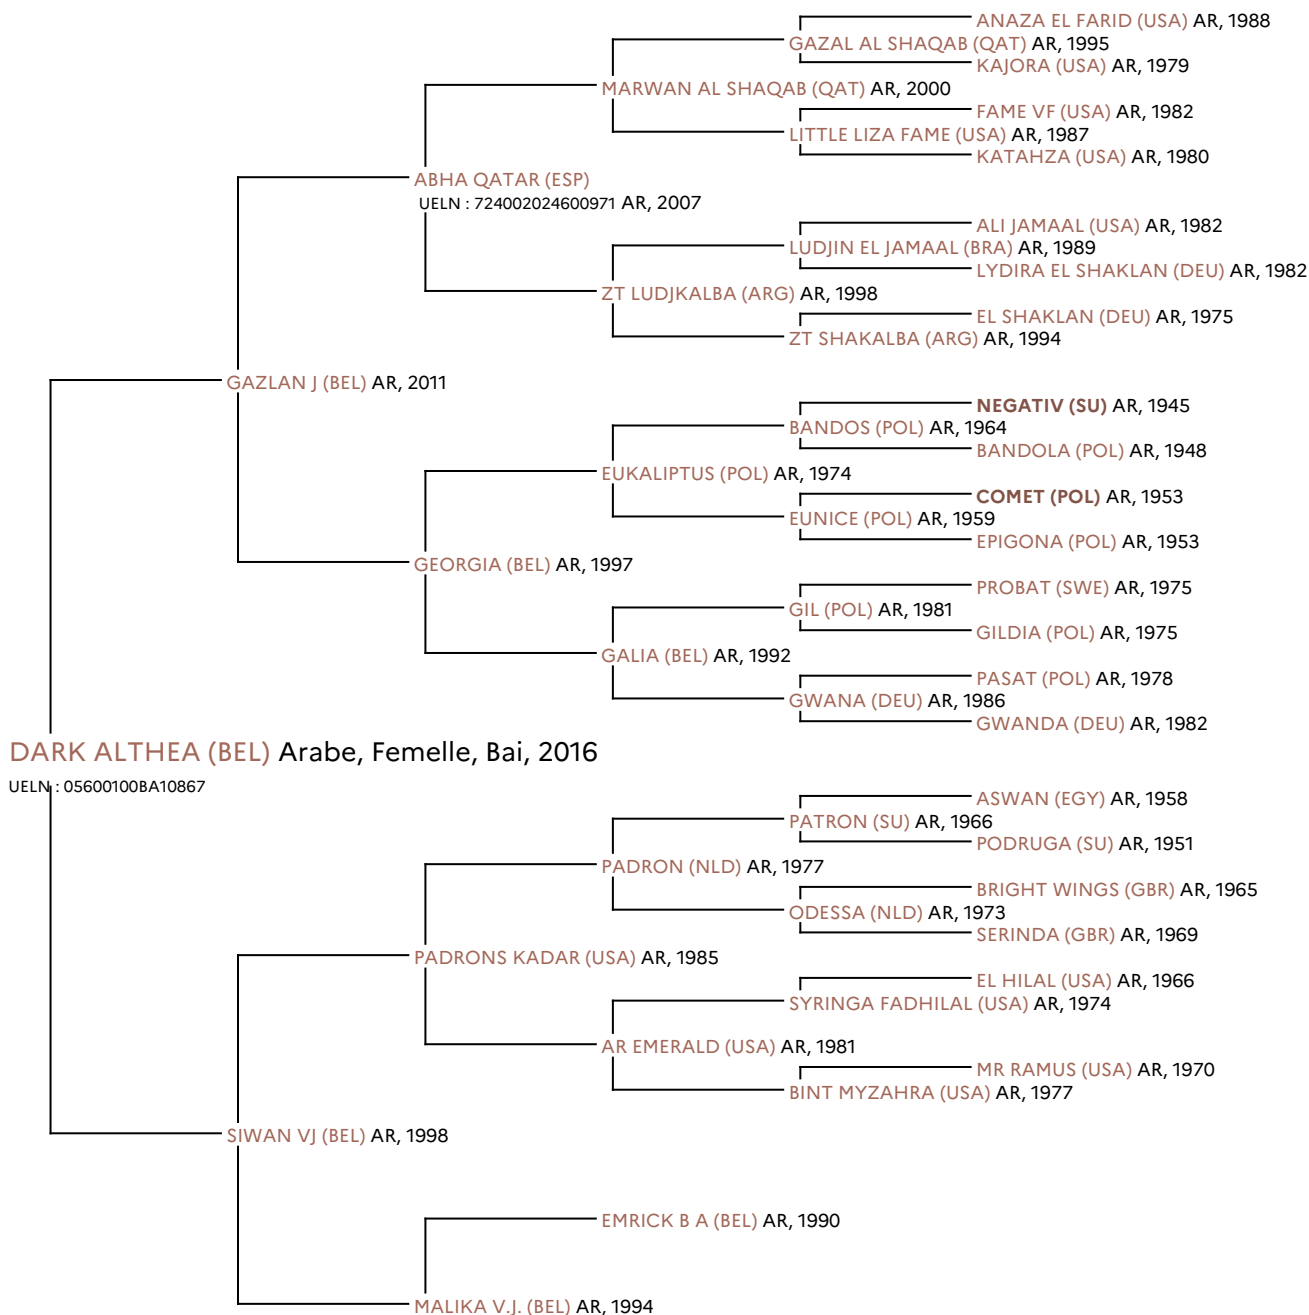 ANAZA EL FARID (USA) AR, 1988
GAZAL AL SHAQAB (QAT) AR, 1995
KAJORA (USA) AR, 1979
MARWAN AL SHAQAB (QAT) AR, 2000
FAME VF (USA) AR, 1982
LITTLE LIZA FAME (USA) AR, 1987
KATAHZA (USA) AR, 1980
ABHA QATAR (ESP)
UELN : 724002024600971 AR, 2007
ALI JAMAAL (USA) AR, 1982
LUDJIN EL JAMAAL (BRA) AR, 1989
LYDIRA EL SHAKLAN (DEU) AR, 1982
ZT LUDJKALBA (ARG) AR, 1998
EL SHAKLAN (DEU) AR, 1975
ZT SHAKALBA (ARG) AR, 1994
GAZLAN J (BEL) AR, 2011
NEGATIV (SU) AR, 1945
BANDOS (POL) AR, 1964
BANDOLA (POL) AR, 1948
EUKALIPTUS (POL) AR, 1974
COMET (POL) AR, 1953
EUNICE (POL) AR, 1959
EPIGONA (POL) AR, 1953
GEORGIA (BEL) AR, 1997
PROBAT (SWE) AR, 1975
GIL (POL) AR, 1981
GILDIA (POL) AR, 1975
GALIA (BEL) AR, 1992
PASAT (POL) AR, 1978
GWANA (DEU) AR, 1986
GWANDA (DEU) AR, 1982
DARK ALTHEA (BEL) Arabe, Femelle, Bai, 2016
UELN : 05600100BA10867
ASWAN (EGY) AR, 1958
PATRON (SU) AR, 1966
PODRUGA (SU) AR, 1951
PADRON (NLD) AR, 1977
BRIGHT WINGS (GBR) AR, 1965
ODESSA (NLD) AR, 1973
SERINDA (GBR) AR, 1969
PADRONS KADAR (USA) AR, 1985
EL HILAL (USA) AR, 1966
SYRINGA FADHILAL (USA) AR, 1974
AR EMERALD (USA) AR, 1981
MR RAMUS (USA) AR, 1970
BINT MYZAHRA (USA) AR, 1977
SIWAN VJ (BEL) AR, 1998
EMRICK B A (BEL) AR, 1990
MALIKA V.J. (BEL) AR, 1994